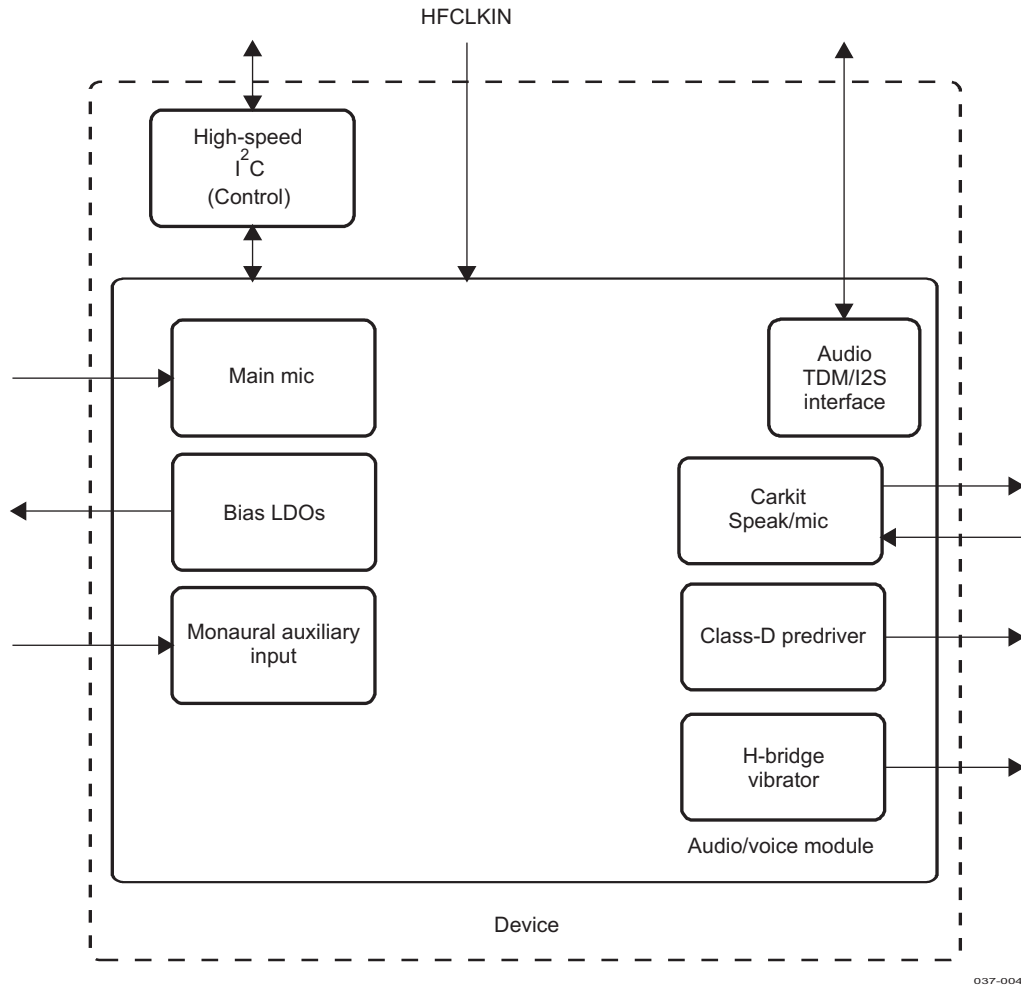 HFCLKIN
High-speed
I²C
(Control)
Main mic
Audio
TDM/I2S
interface
Bias LDOs
Carkit
Speak/mic
Monaural auxiliary
input
Class-D predriver
H-bridge
vibrator
Audio/voice module
Device
037-004